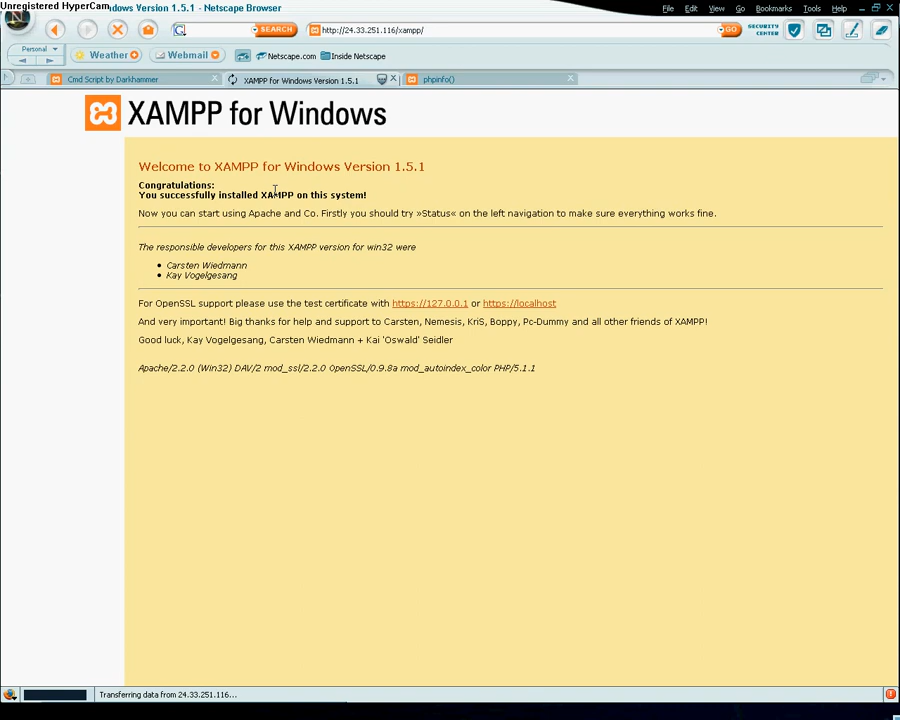 Unregistered HyperCam
dows Version 1.5.1 - Netscape Browser
File Edit View Go Bookmarks Tools Help
SEARCH
http://24.33.251.116/xampp/
GO
SECURITY CENTER
Personal
Weather
Webmail
Netscape.com
Inside Netscape
Cmd Script by Darkhammer
XAMPP for Windows Version 1.5.1
phpinfo()
XAMPP for Windows
Welcome to XAMPP for Windows Version 1.5.1
Congratulations:
You successfully installed XAMPP on this system!
Now you can start using Apache and Co. Firstly you should try »Status« on the left navigation to make sure everything works fine.
The responsible developers for this XAMPP version for win32 were
Carsten Wiedmann
Kay Vogelgesang
For OpenSSL support please use the test certificate with https://127.0.0.1 or https://localhost
And very important! Big thanks for help and support to Carsten, Nemesis, KriS, Boppy, Pc-Dummy and all other friends of XAMPP!
Good luck, Kay Vogelgesang, Carsten Wiedmann + Kai 'Oswald' Seidler
Apache/2.2.0 (Win32) DAV/2 mod_ssl/2.2.0 OpenSSL/0.9.8a mod_autoindex_color PHP/5.1.1
Transferring data from 24.33.251.116...